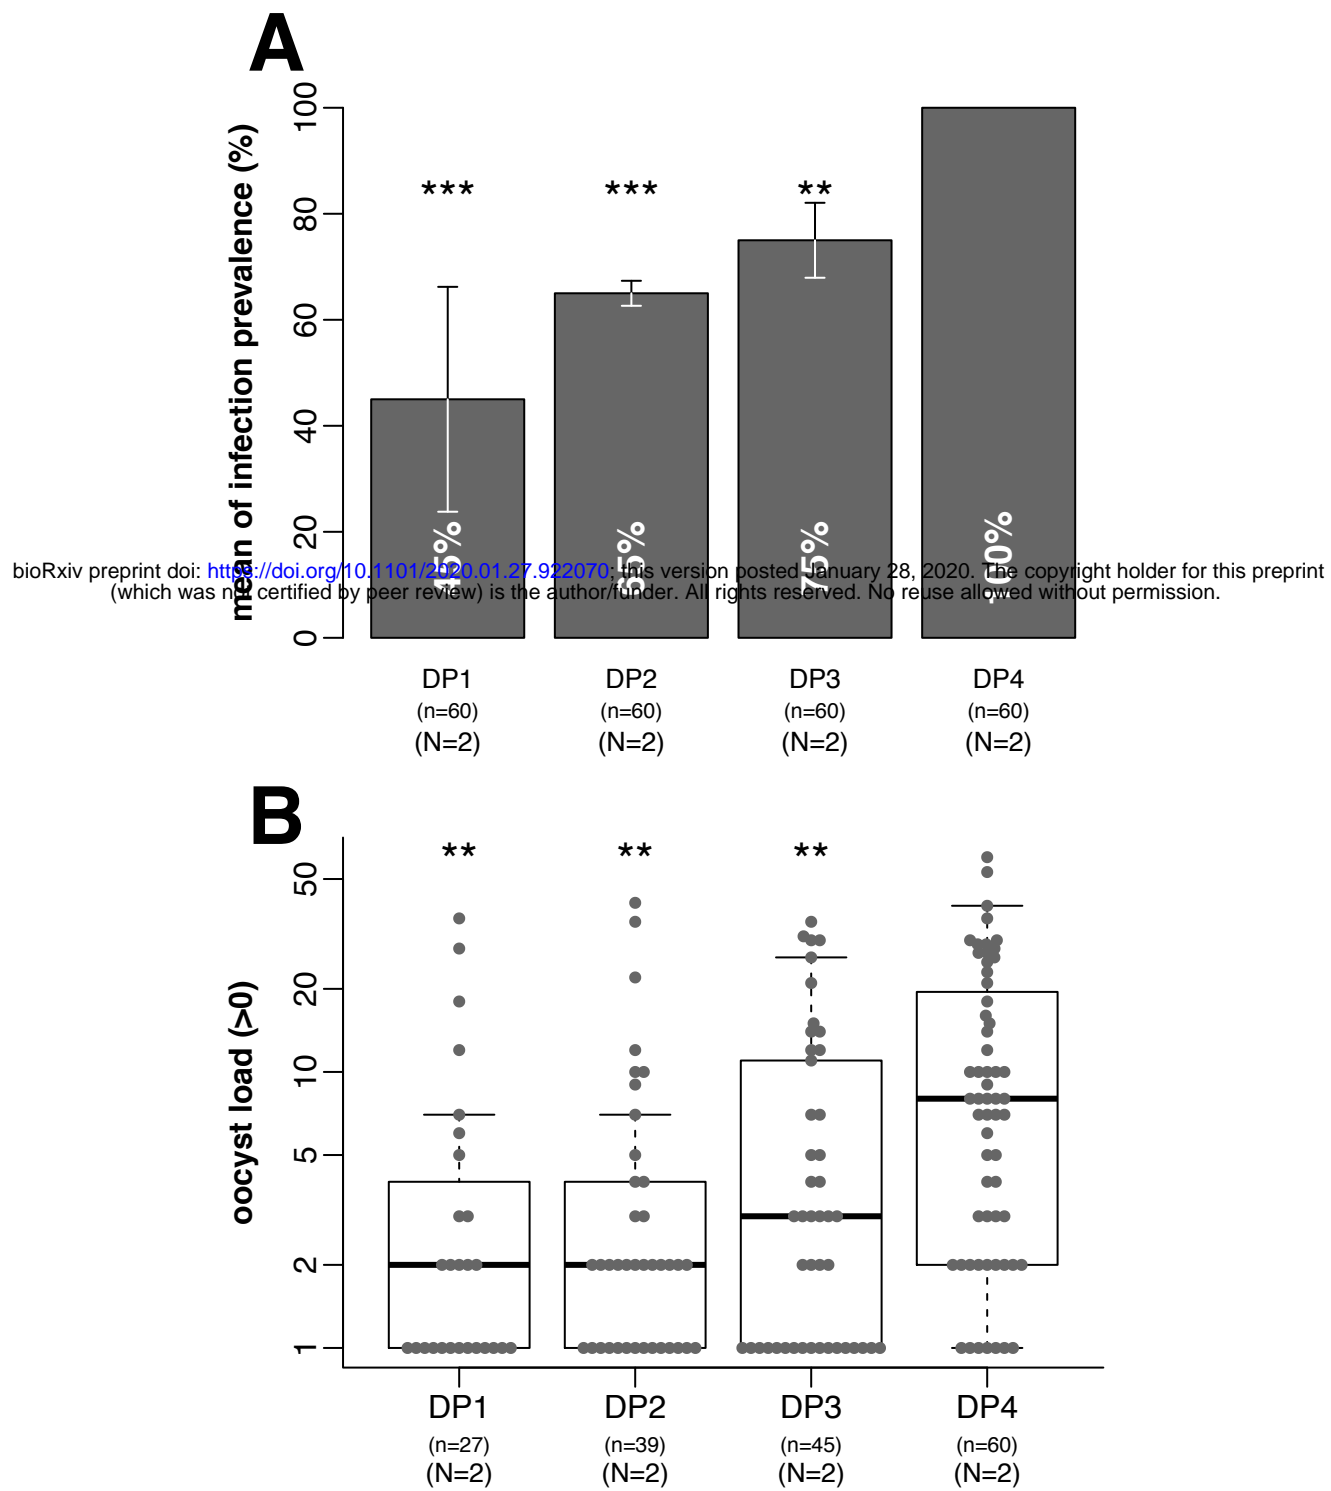 A
mean of infection prevalence (%)
100
80
60
40
20
0
***
***
**
45%
65%
75%
100%
bioRxiv preprint doi: https://doi.org/10.1101/2020.01.27.922070; this version posted January 28, 2020. The copyright holder for this preprint
(which was not certified by peer review) is the author/funder. All rights reserved. No reuse allowed without permission.
DP1 DP2 DP3 DP4
(n=60) (n=60) (n=60) (n=60)
(N=2) (N=2) (N=2) (N=2)
B
oocyst load (>0)
50
20
10
5
2
1
** ** **
DP1 DP2 DP3 DP4
(n=27) (n=39) (n=45) (n=60)
(N=2) (N=2) (N=2) (N=2)